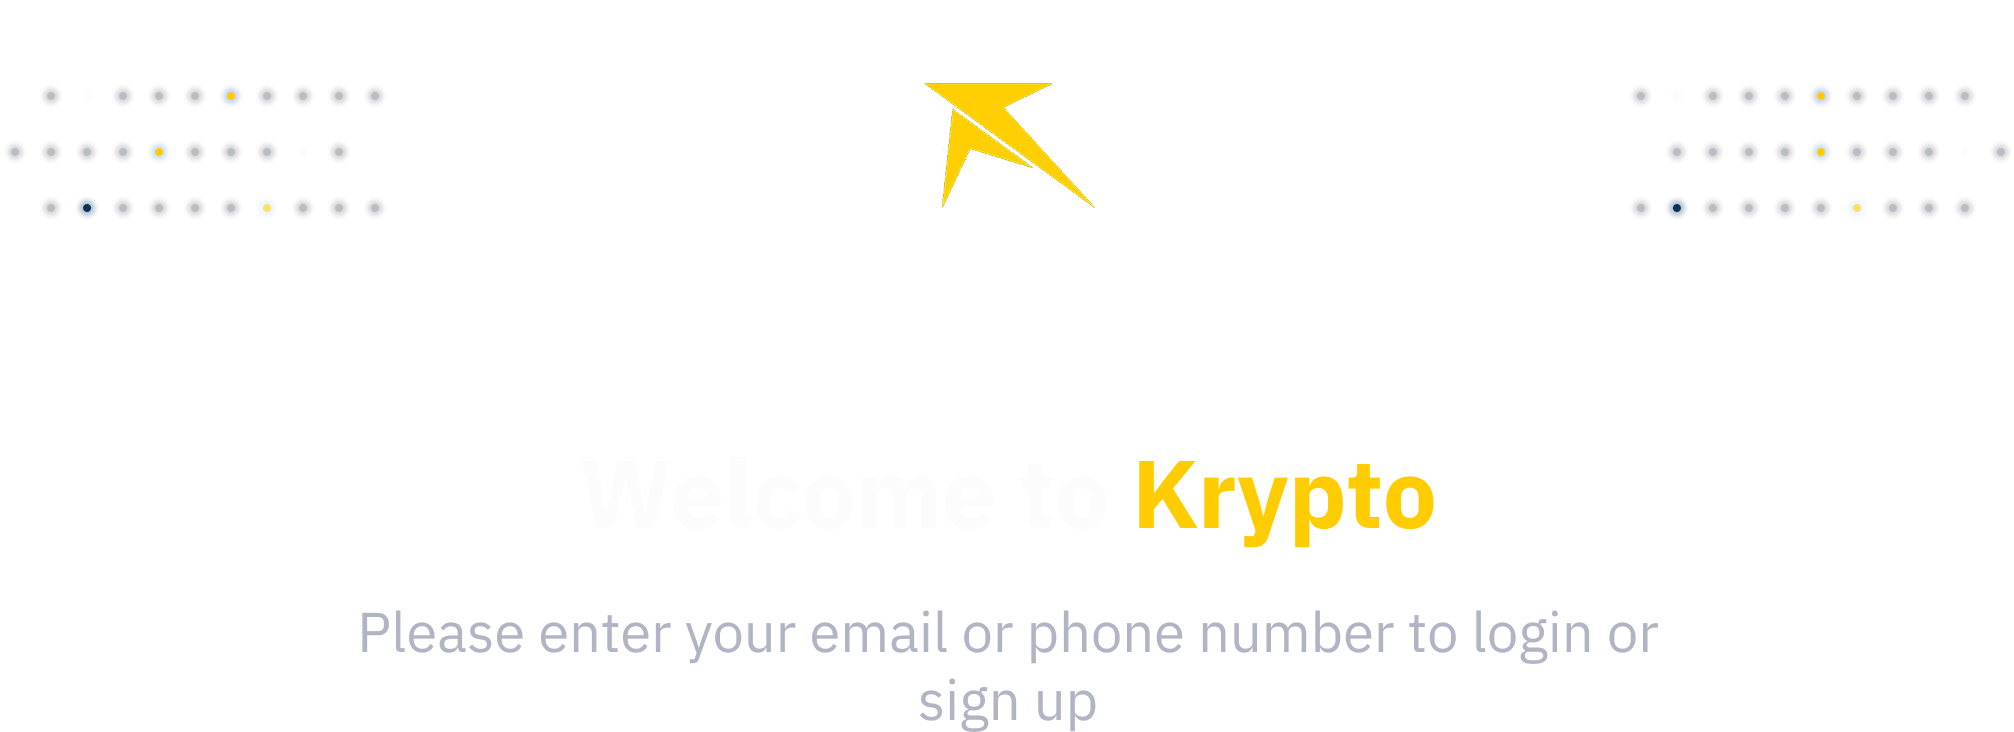 Welcome to Krypto
Please enter your email or phone number to login or
sign up